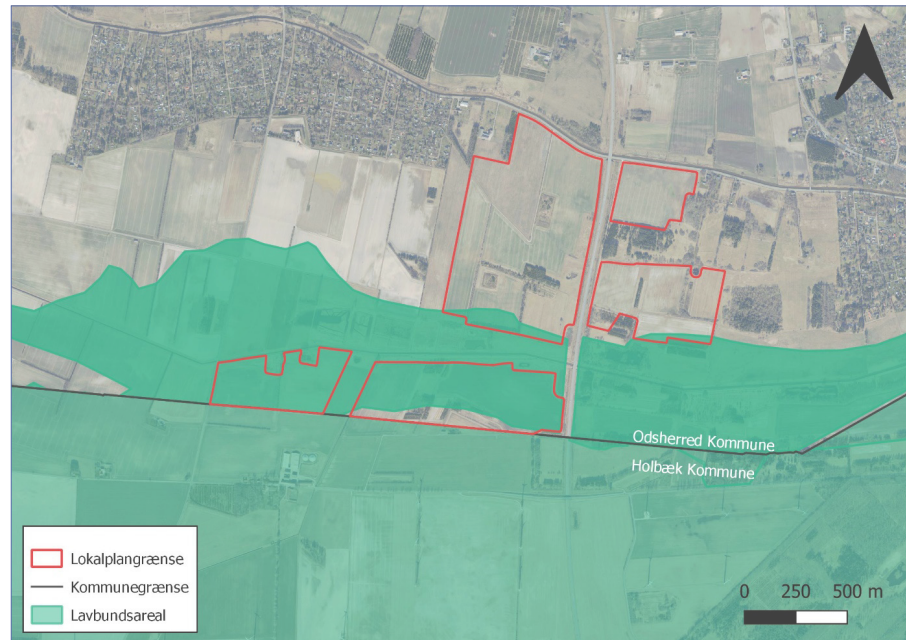 Odsherred Kommune
Holbæk Kommune
Lokalplangrænse
Kommunegrænse
Lavbundsareal
0 250 500 m